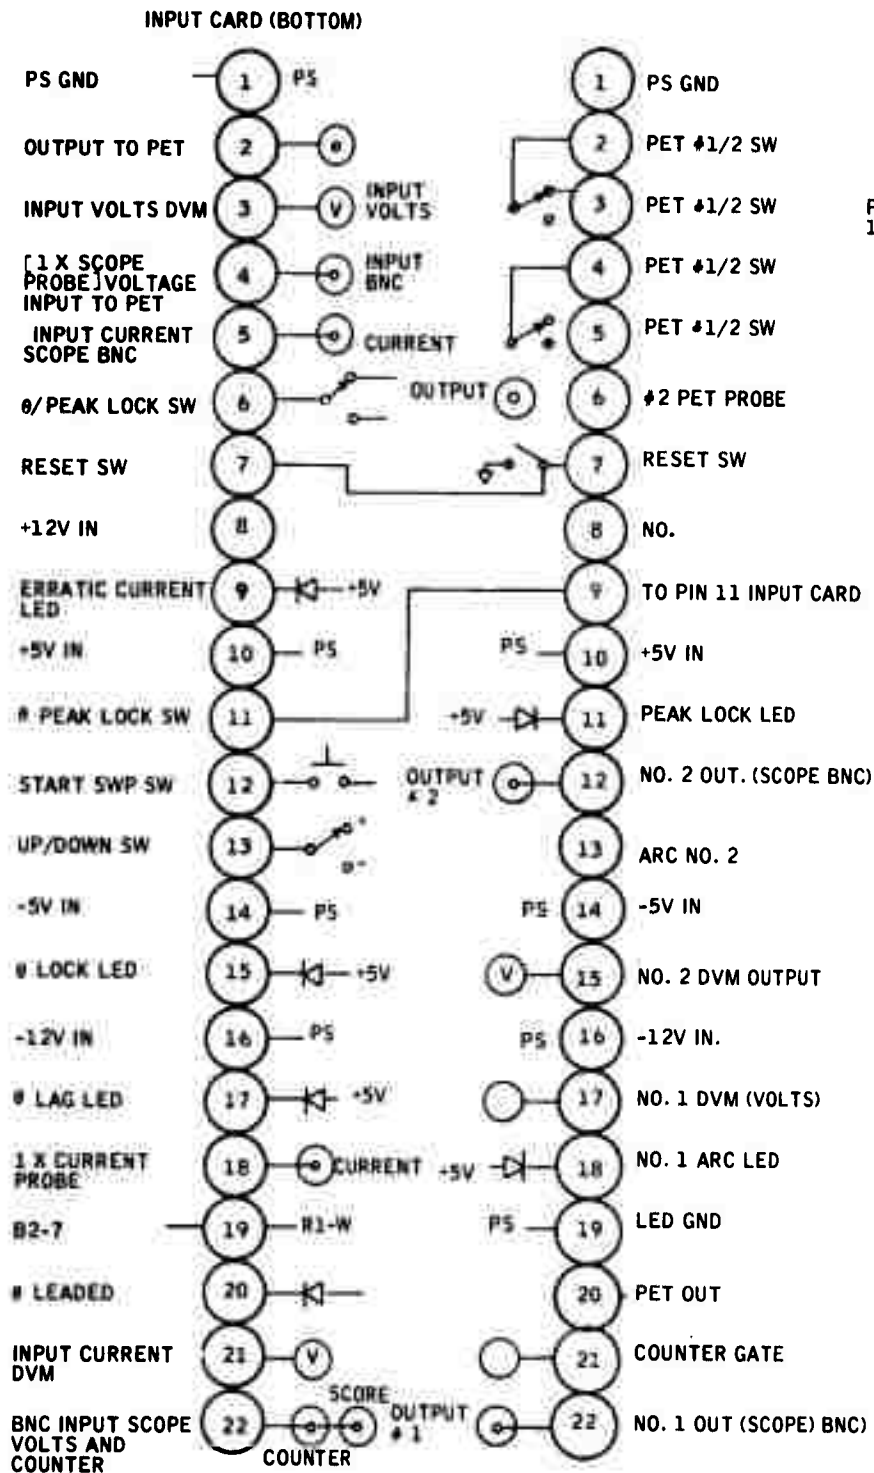 INPUT CARD (BOTTOM)
PS GND 1 PS 1 PS GND
OUTPUT TO PET 2 θ 2 PET #1/2 SW
INPUT VOLTS DVM 3 V INPUT VOLTS 3 PET #1/2 SW
[1 X SCOPE
PROBE]VOLTAGE
INPUT TO PET
4 INPUT BNC 4 PET #1/2 SW
INPUT CURRENT
SCOPE BNC
5 CURRENT 5 PET #1/2 SW
θ/PEAK LOCK SW 6 OUTPUT 6 #2 PET PROBE
RESET SW 7 7 RESET SW
+12V IN 8 8 NO.
ERRATIC CURRENT
LED
9 +5V 9 TO PIN 11 INPUT CARD
+5V IN 10 PS PS 10 +5V IN
θ PEAK LOCK SW 11 +5V 11 PEAK LOCK LED
START SWP SW 12 OUTPUT 2 12 NO. 2 OUT. (SCOPE BNC)
UP/DOWN SW 13 + - 13 ARC NO. 2
-5V IN 14 PS PS 14 -5V IN
θ LOCK LED 15 +5V V 15 NO. 2 DVM OUTPUT
-12V IN 16 PS PS 16 -12V IN.
θ LAG LED 17 +5V 17 NO. 1 DVM (VOLTS)
1 X CURRENT
PROBE
18 CURRENT +5V 18 NO. 1 ARC LED
B2-7 19 R1-W PS 19 LED GND
θ LEADED 20 20 PET OUT
INPUT CURRENT
DVM
21 V 21 COUNTER GATE
BNC INPUT SCOPE
VOLTS AND
COUNTER
22 SCORE COUNTER OUTPUT # 1 22 NO. 1 OUT (SCOPE) BNC)